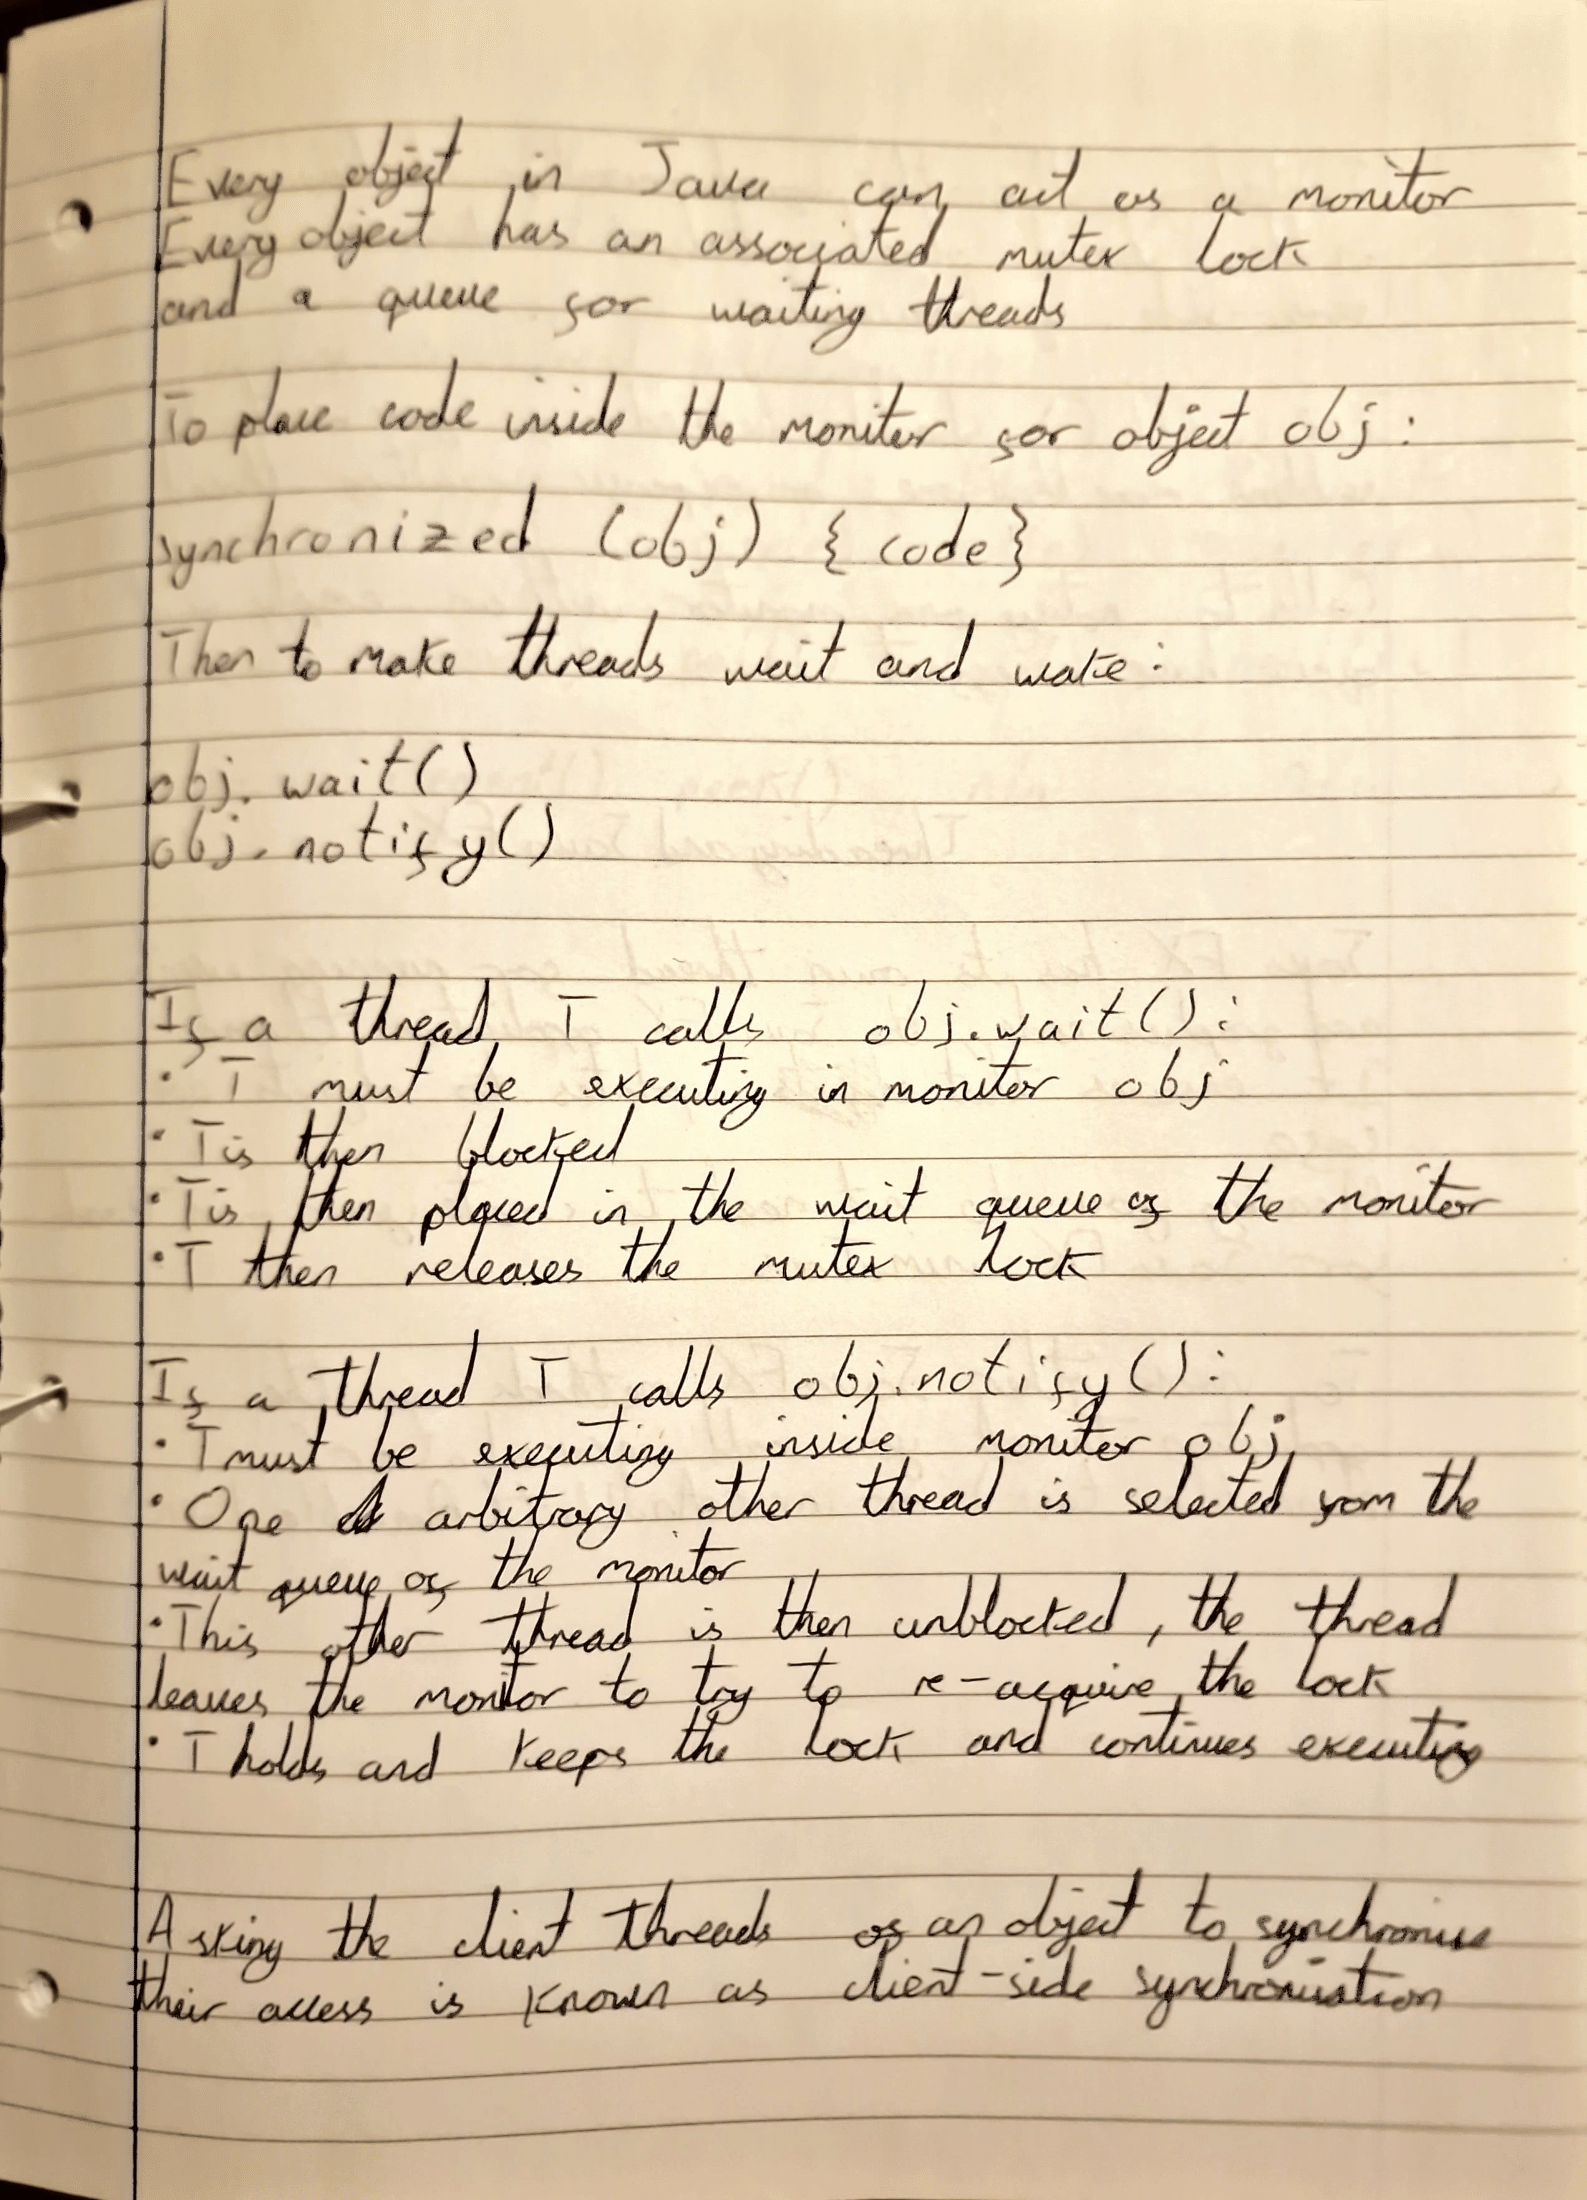 Every object in Java can act as a monitor
Every object has an associated mutex lock
and a queue for waiting threads
To place code inside the monitor for object obj:
synchronized (obj) { code }
Then to make threads wait and wake:
obj.wait()
obj.notify()
If a thread T calls obj.wait():
• T must be executing in monitor obj
• T is then blocked
• T is then placed in the wait queue of the monitor
• T then releases the mutex lock
If a thread T calls obj.notify():
• T must be executing inside monitor obj
• One arbitrary other thread is selected from the
wait queue of the monitor
• This other thread is then unblocked, the thread
leaves the monitor to try to re-acquire the lock
• T holds and keeps the lock and continues executing
Asking the client threads of an object to synchronise
their access is known as client-side synchronisation